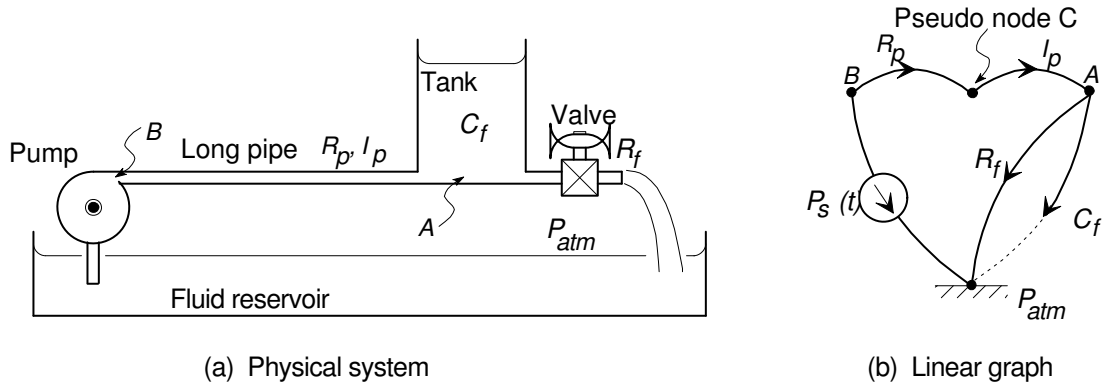 Tank
C_f
Valve
B
Pump
Long pipe
R_p, I_p
R_f
A
P_atm
Fluid reservoir
(a) Physical system
Pseudo node C
R_p
I_p
B
A
R_f
P_s (t)
C_f
P_atm
(b) Linear graph